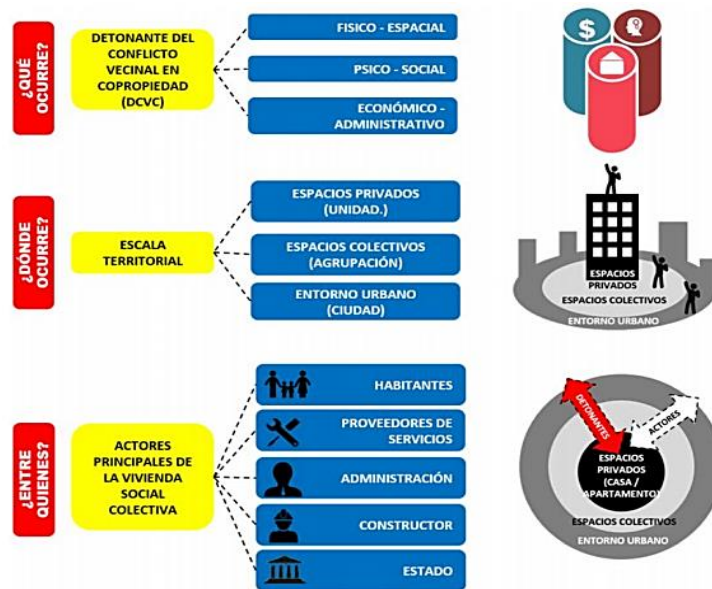 ¿QUÉ
OCURRE?
DETONANTE DEL
CONFLICTO
VECINAL EN
COPROPIEDAD
(DCVC)
FISICO - ESPACIAL
PSICO - SOCIAL
ECONÓMICO -
ADMINISTRATIVO
$
¿DÓNDE
OCURRE?
ESCALA
TERRITORIAL
ESPACIOS PRIVADOS
(UNIDAD.)
ESPACIOS COLECTIVOS
(AGRUPACIÓN)
ENTORNO URBANO
(CIUDAD)
ESPACIOS
PRIVADOS
ESPACIOS COLECTIVOS
ENTORNO URBANO
¿ENTRE
QUIENES?
ACTORES
PRINCIPALES DE
LA VIVIENDA
SOCIAL
COLECTIVA
HABITANTES
PROVEEDORES DE
SERVICIOS
ADMINISTRACIÓN
CONSTRUCTOR
ESTADO
DETONANTES
ACTORES
ESPACIOS
PRIVADOS
(CASA /
APARTAMENTO)
ESPACIOS COLECTIVOS
ENTORNO URBANO